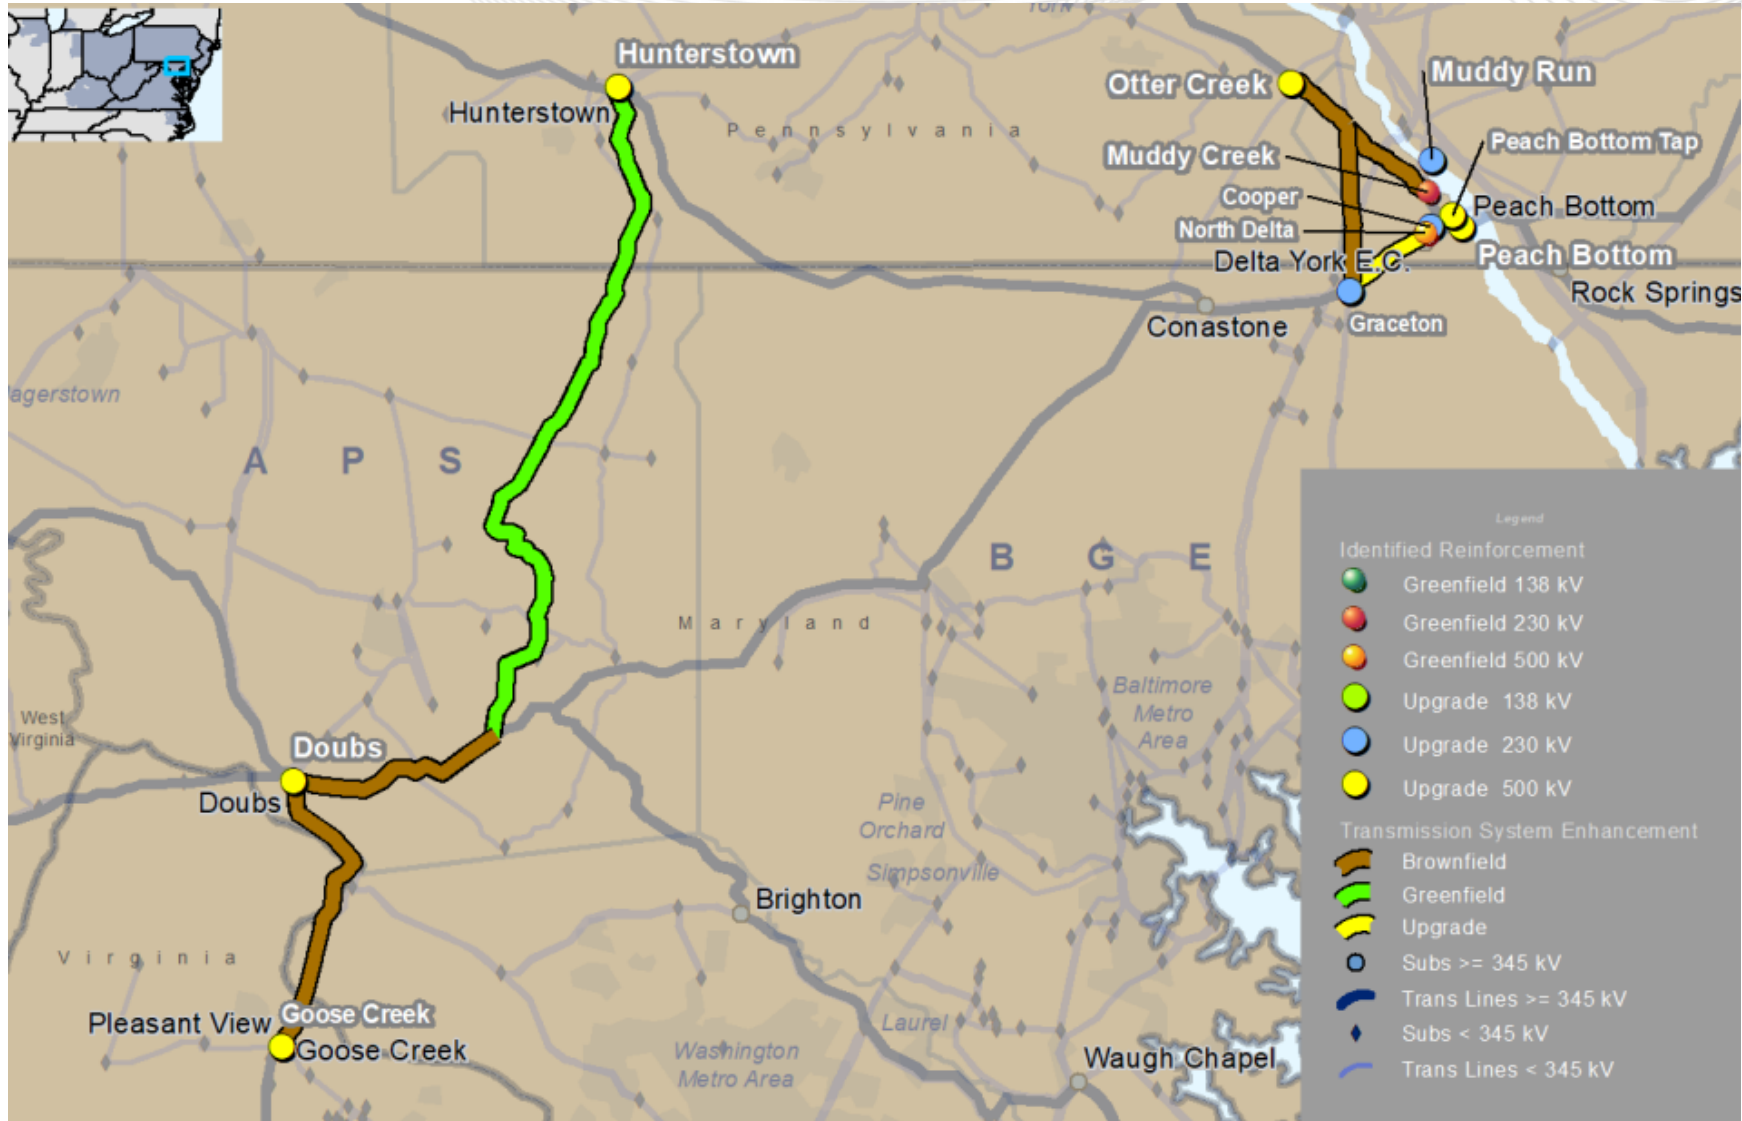 York
Hunterstown
Hunterstown
Pennsylvania
Otter Creek
Muddy Run
Peach Bottom Tap
Muddy Creek
Cooper
Peach Bottom
North Delta
Peach Bottom
Delta York E.C.
Rock Springs
Conastone
Graceton
agerstown
A P S
B G E
Maryland
West
Virginia
Baltimore
Metro
Area
Doubs
Doubs
Pine
Orchard
Simpsonville
Brighton
Virginia
Pleasant View
Goose Creek
Goose Creek
Laurel
Washington
Metro Area
Waugh Chapel
Legend
Identified Reinforcement
Greenfield 138 kV
Greenfield 230 kV
Greenfield 500 kV
Upgrade 138 kV
Upgrade 230 kV
Upgrade 500 kV
Transmission System Enhancement
Brownfield
Greenfield
Upgrade
Subs >= 345 kV
Trans Lines >= 345 kV
Subs < 345 kV
Trans Lines < 345 kV